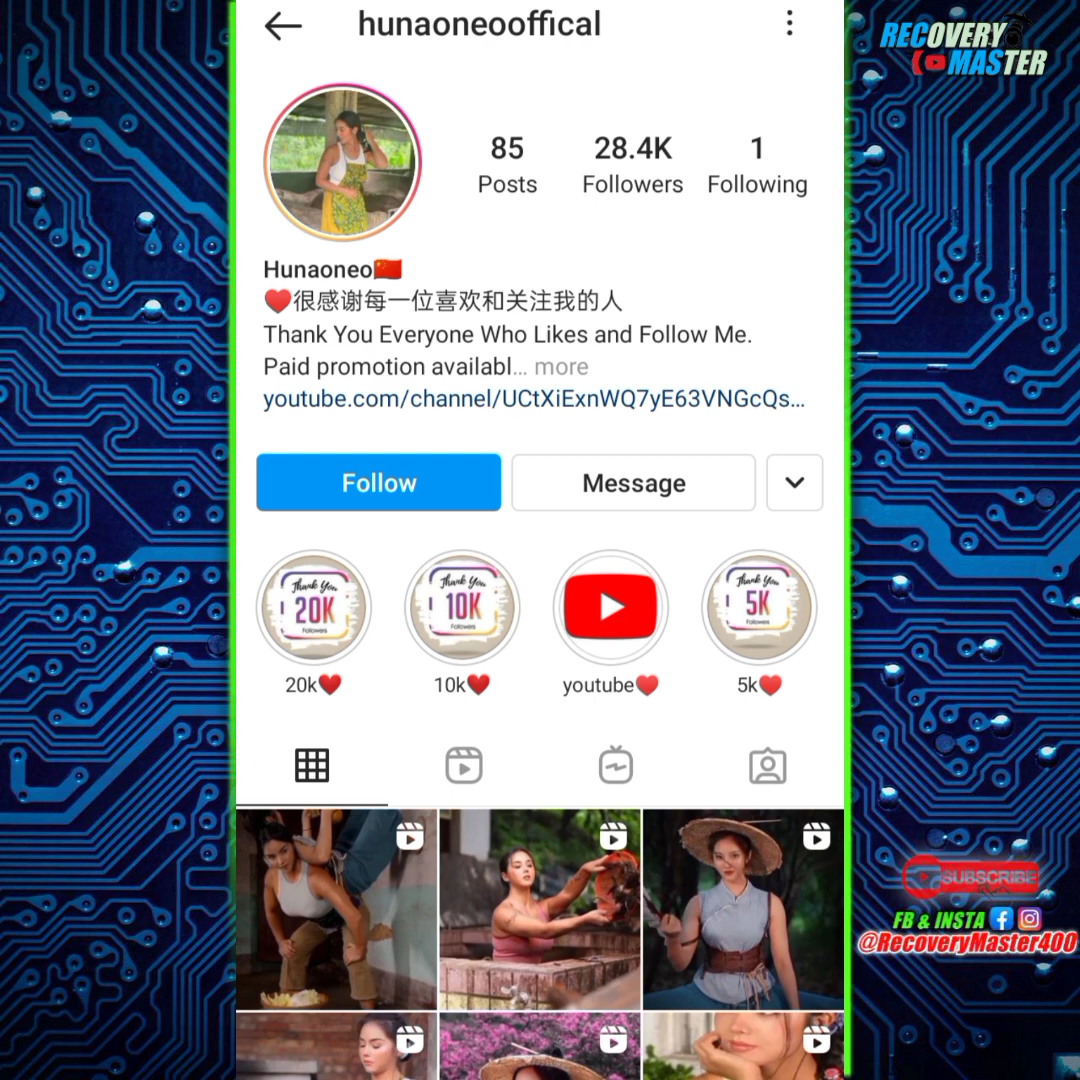 hunaoneooffical
RECOVERY
MASTER
85
28.4K
1
Posts
Followers
Following
Hunaoneo🇨🇳
❤️很感谢每一位喜欢和关注我的人
Thank You Everyone Who Likes and Follow Me.
Paid promotion availabl... more
youtube.com/channel/UCtXiExnWQ7yE63VNGcQs...
Follow
Message
Thank You
20K
Followers
Thank You
10K
Followers
Thank You
5K
Followers
20k❤️
10k❤️
youtube❤️
5k❤️
SUBSCRIBE
FB & INSTA
@RecoveryMaster400